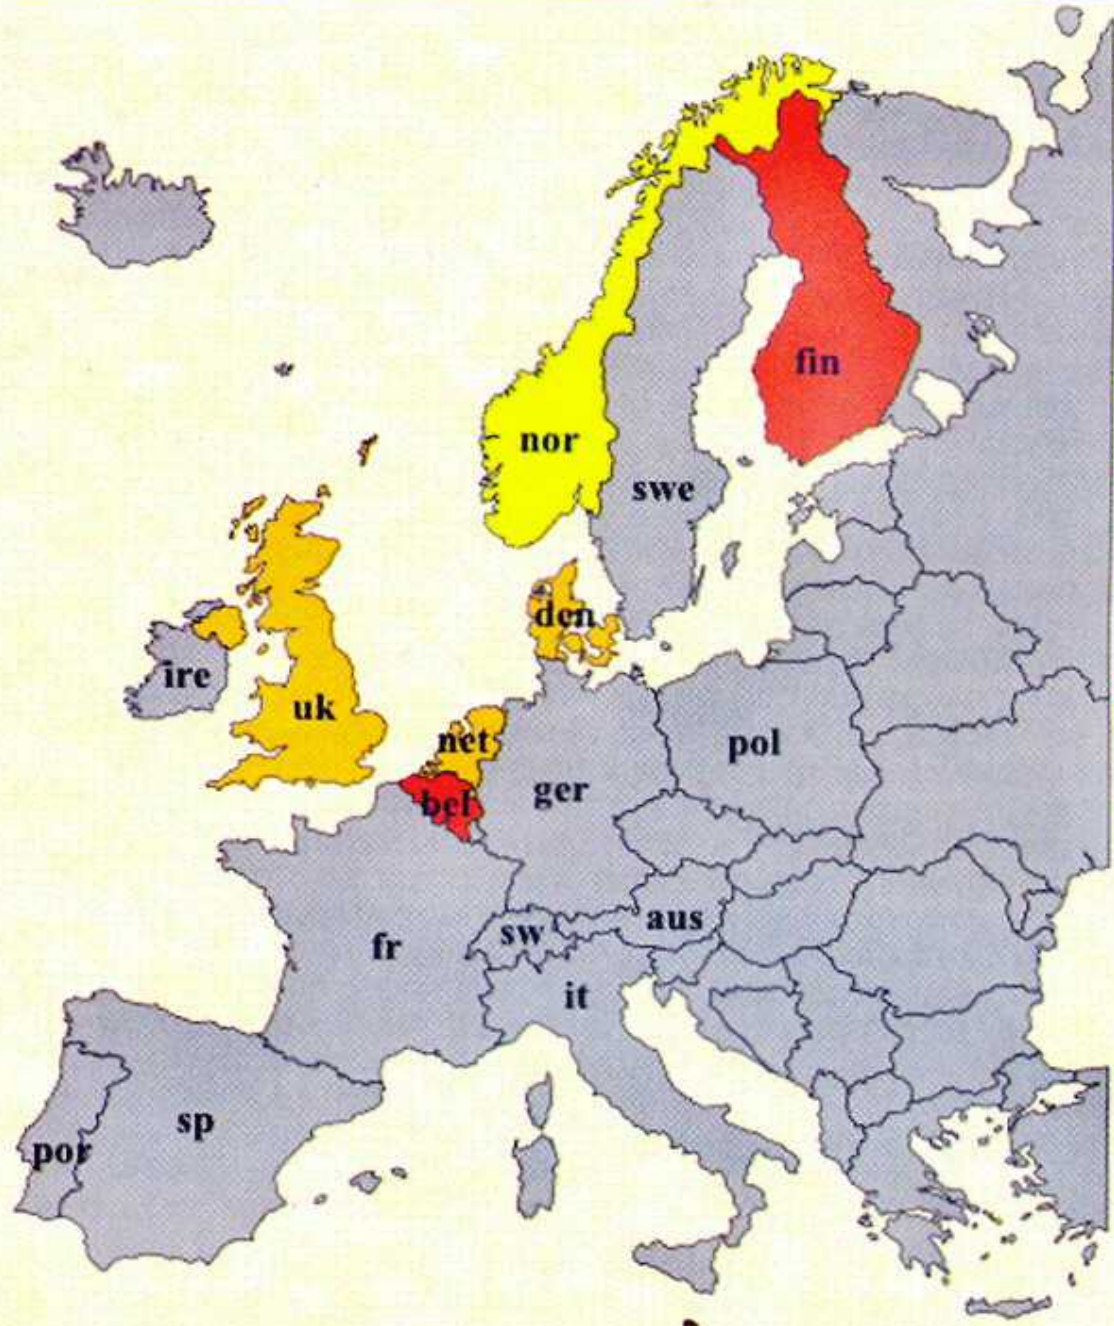 fin
nor
swe
den
ire
uk
net
pol
bel
ger
aus
sw
fr
it
sp
por